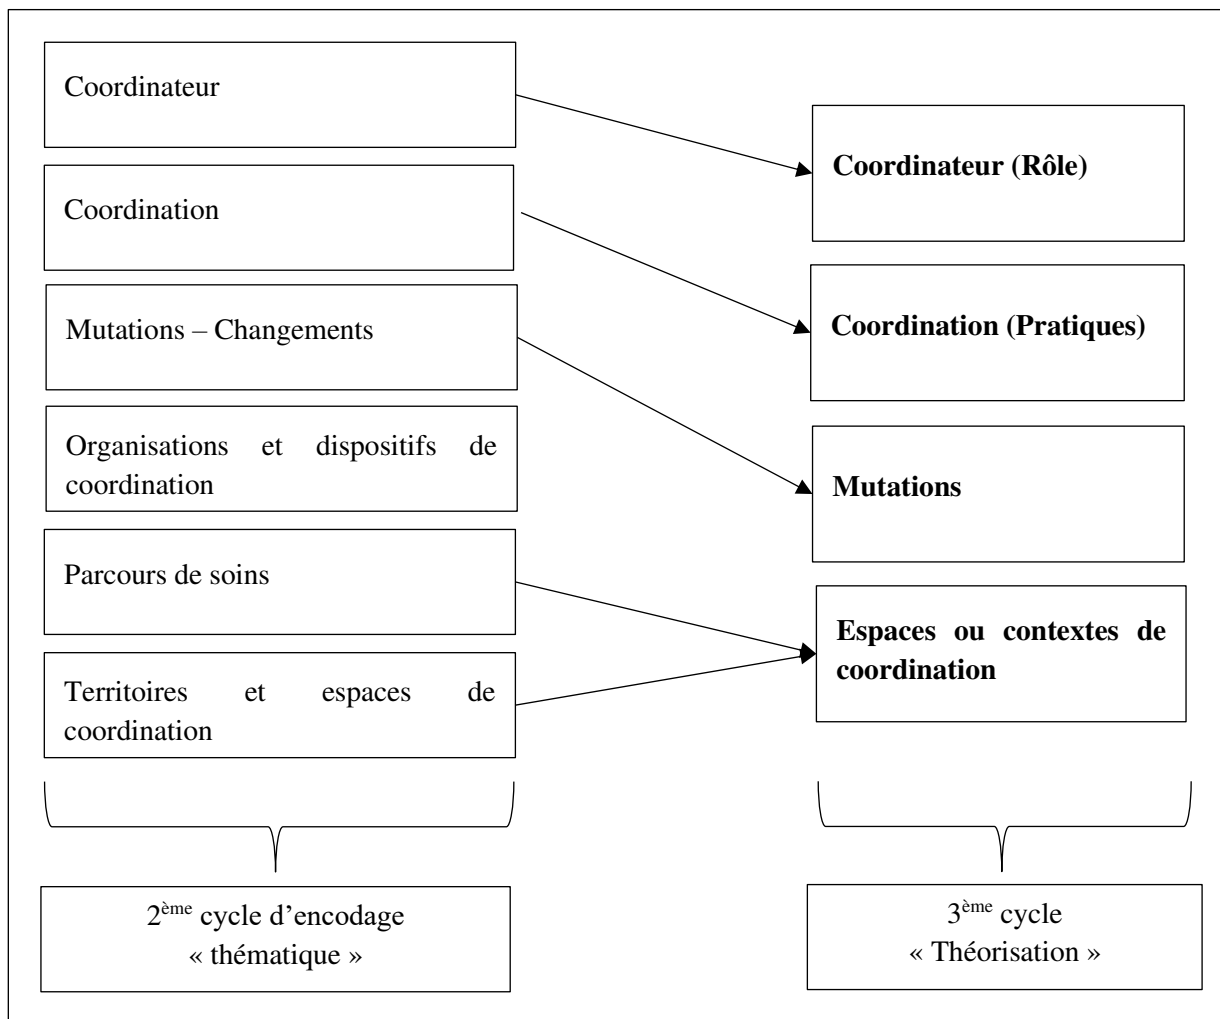 Coordinateur
Coordination
Mutations – Changements
Organisations et dispositifs de
coordination
Parcours de soins
Territoires et espaces de
coordination
2ème cycle d’encodage
« thématique »
Coordinateur (Rôle)
Coordination (Pratiques)
Mutations
Espaces ou contextes de
coordination
3ème cycle
« Théorisation »